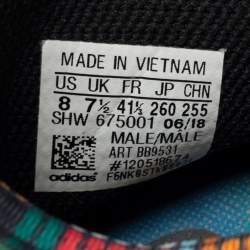 MADE IN VIETNAM
US UK FR JP CHN
8 7½ 41⅓ 260 255
SHW 675001 06/18
MALE/MÂLE
ART BB9531
#120518674
adidas